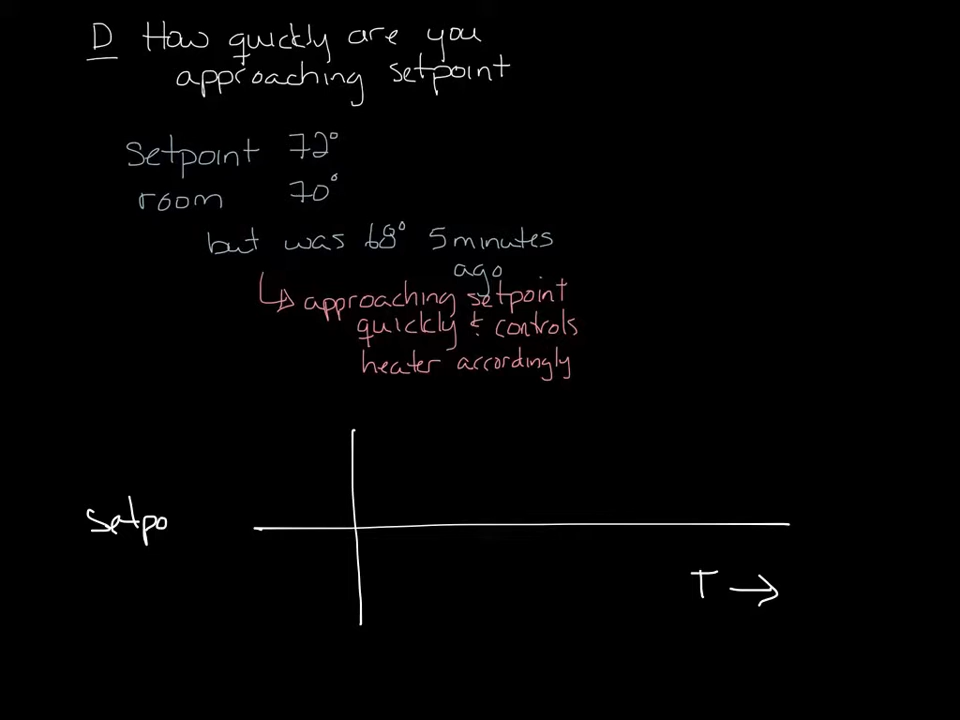 D How quickly are you
approaching setpoint
setpoint 72°
room 70°
but was 68° 5 minutes
ago
↳ approaching setpoint
quickly & controls
heater accordingly
Setpo
T →